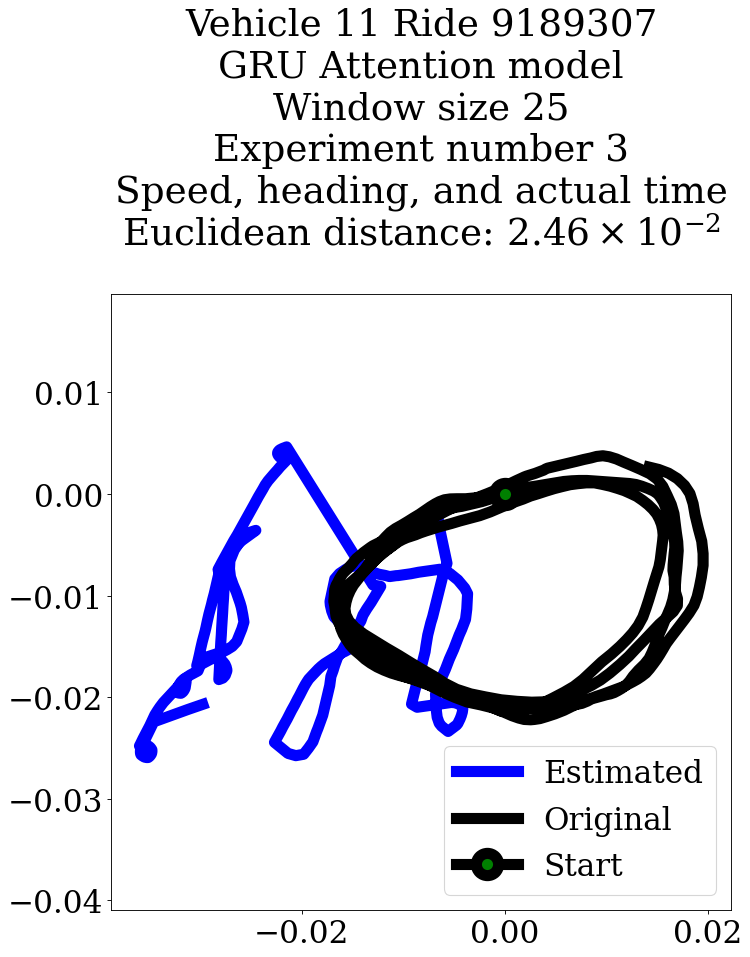 Vehicle 11 Ride 9189307
GRU Attention model
Window size 25
Experiment number 3
Speed, heading, and actual time
Euclidean distance: 2.46 × 10⁻²
0.01
0.00
−0.01
−0.02
−0.03
−0.04
−0.02
0.00
0.02
Estimated
Original
Start